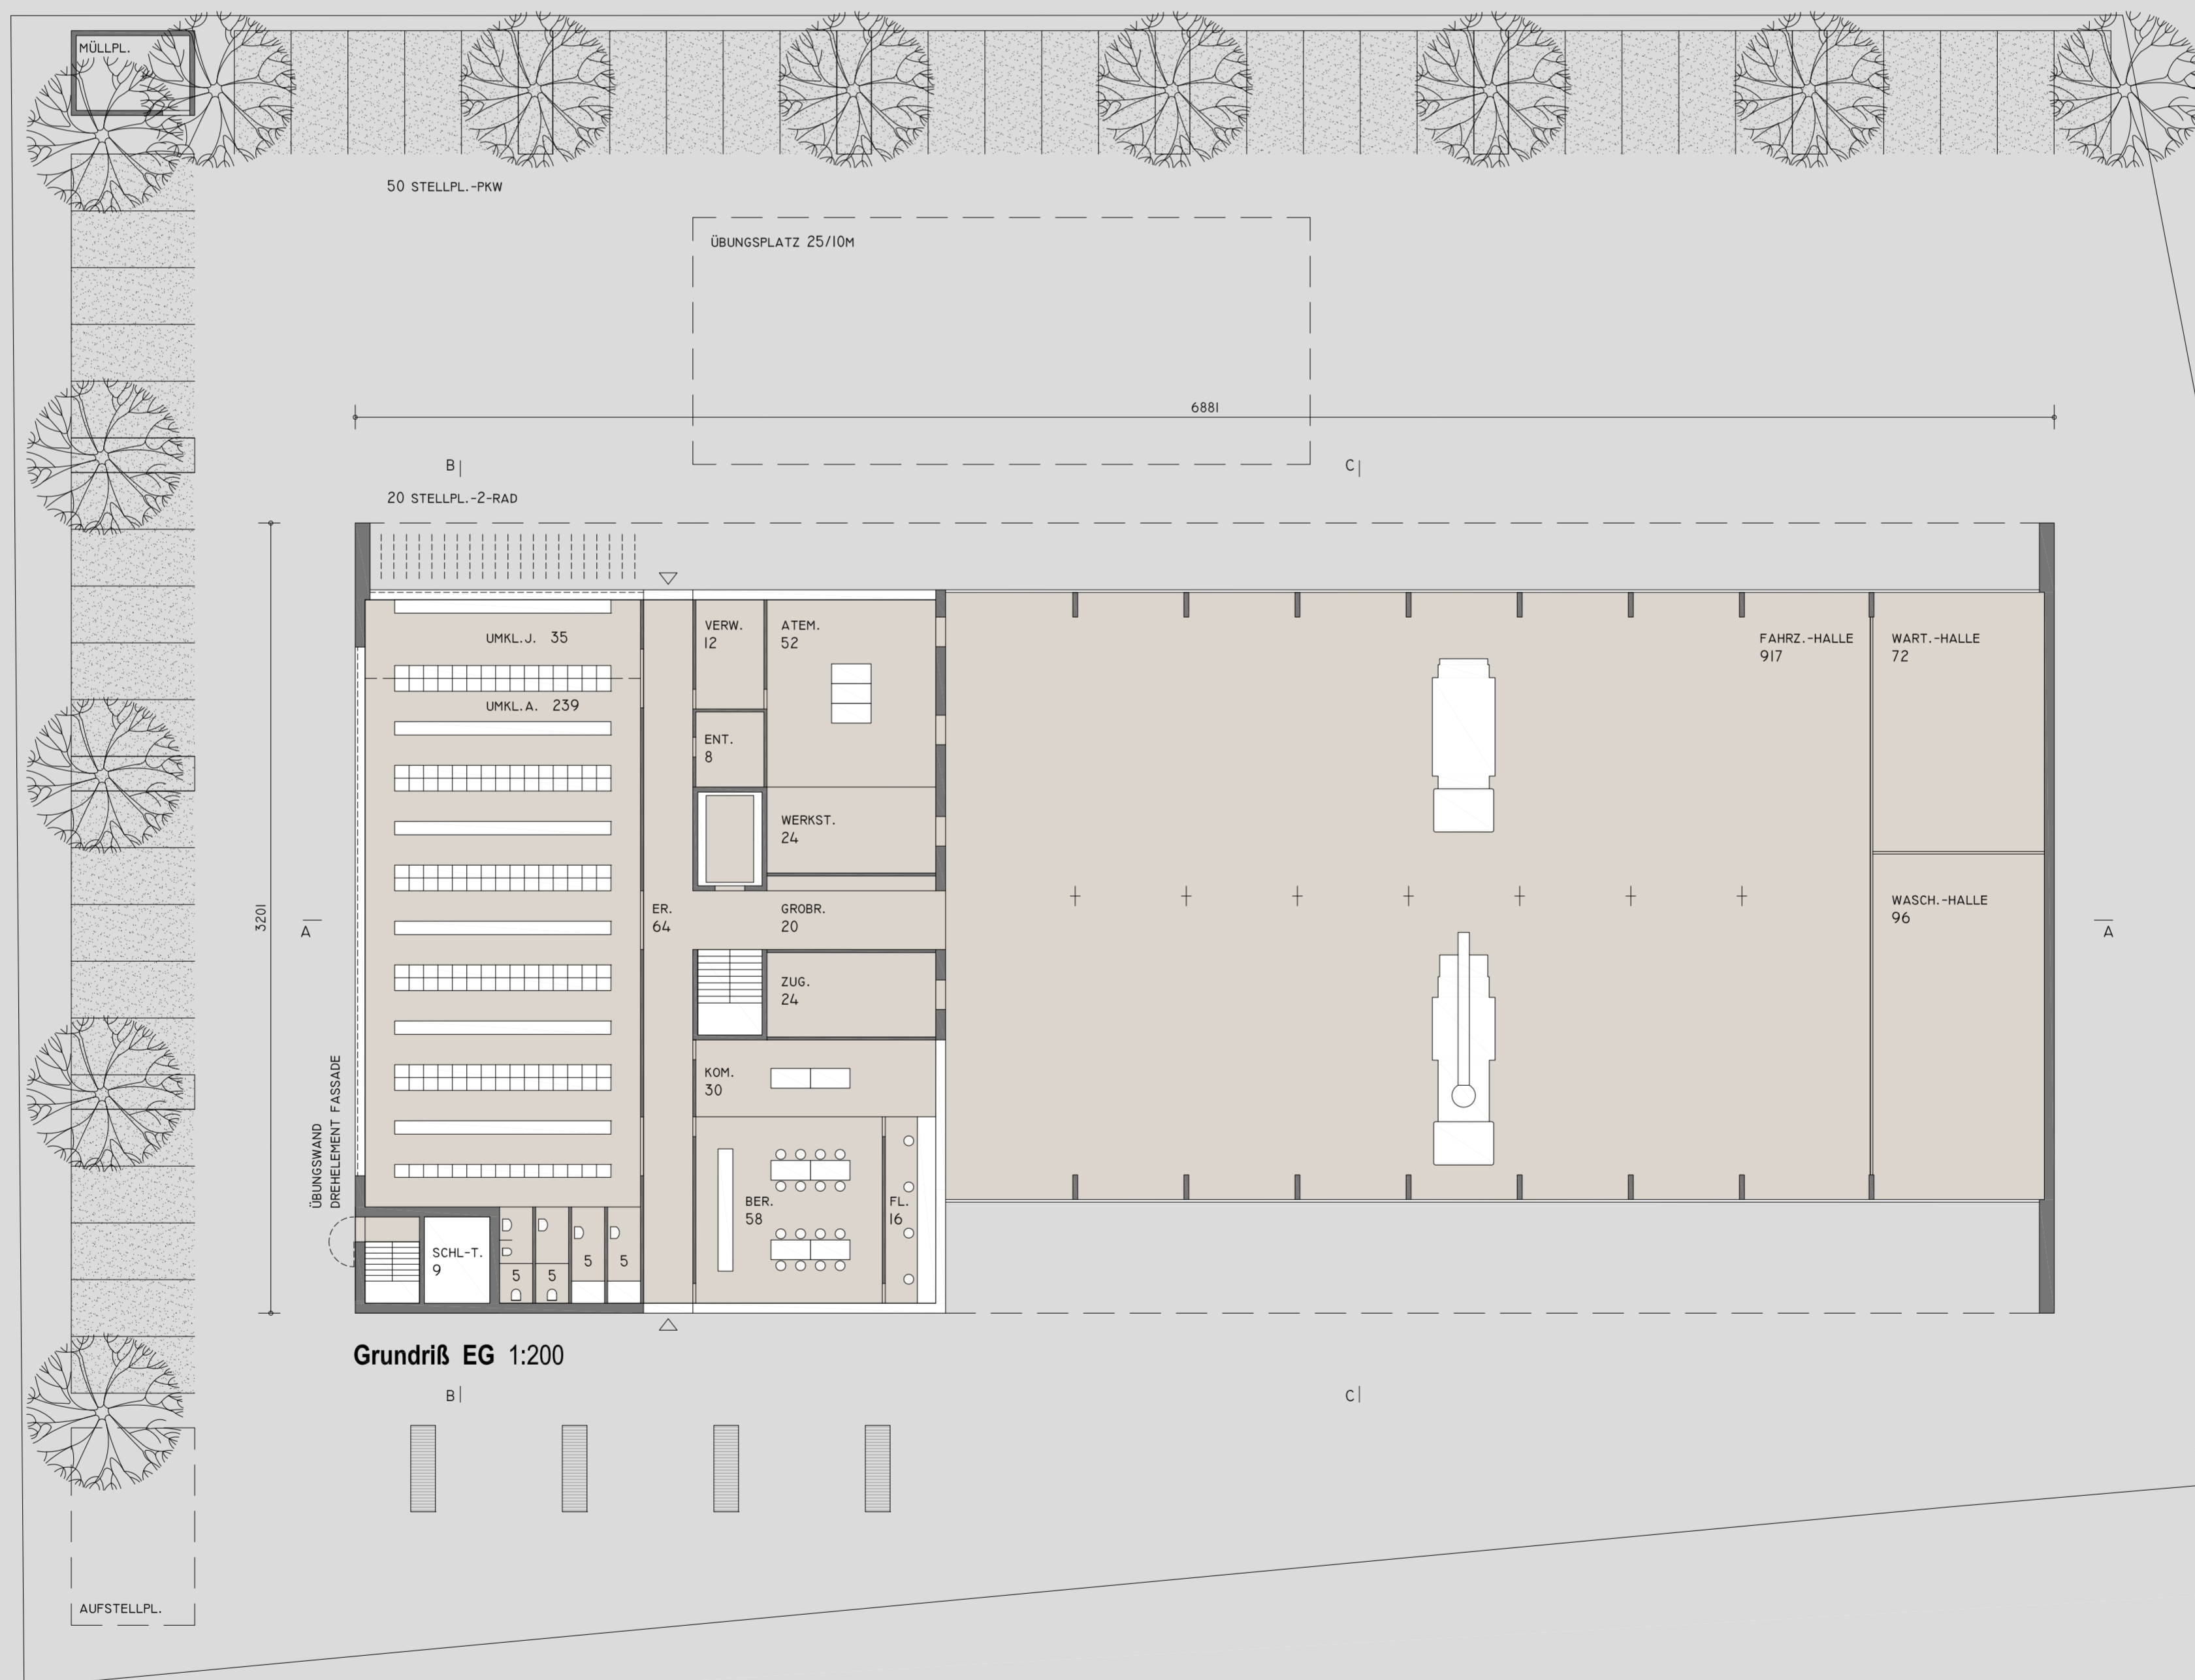 MÜLLPL.
50 STELLPL.-PKW
ÜBUNGSPLATZ 25/10M
6881
B
C
20 STELLPL.-2-RAD
UMKL.J. 35
VERW.
12
ATEM.
52
FAHRZ.-HALLE
917
WART.-HALLE
72
UMKL.A. 239
ENT.
8
WERKST.
24
3201
A
ER.
64
GROBR.
20
WASCH.-HALLE
96
A
ZUG.
24
KOM.
30
ÜBUNGSWAND
DREHELEMENT FASSADE
BER.
58
FL.
16
SCHL-T.
9
5
5
5
5
Grundriß EG 1:200
B
C
AUFSTELLPL.